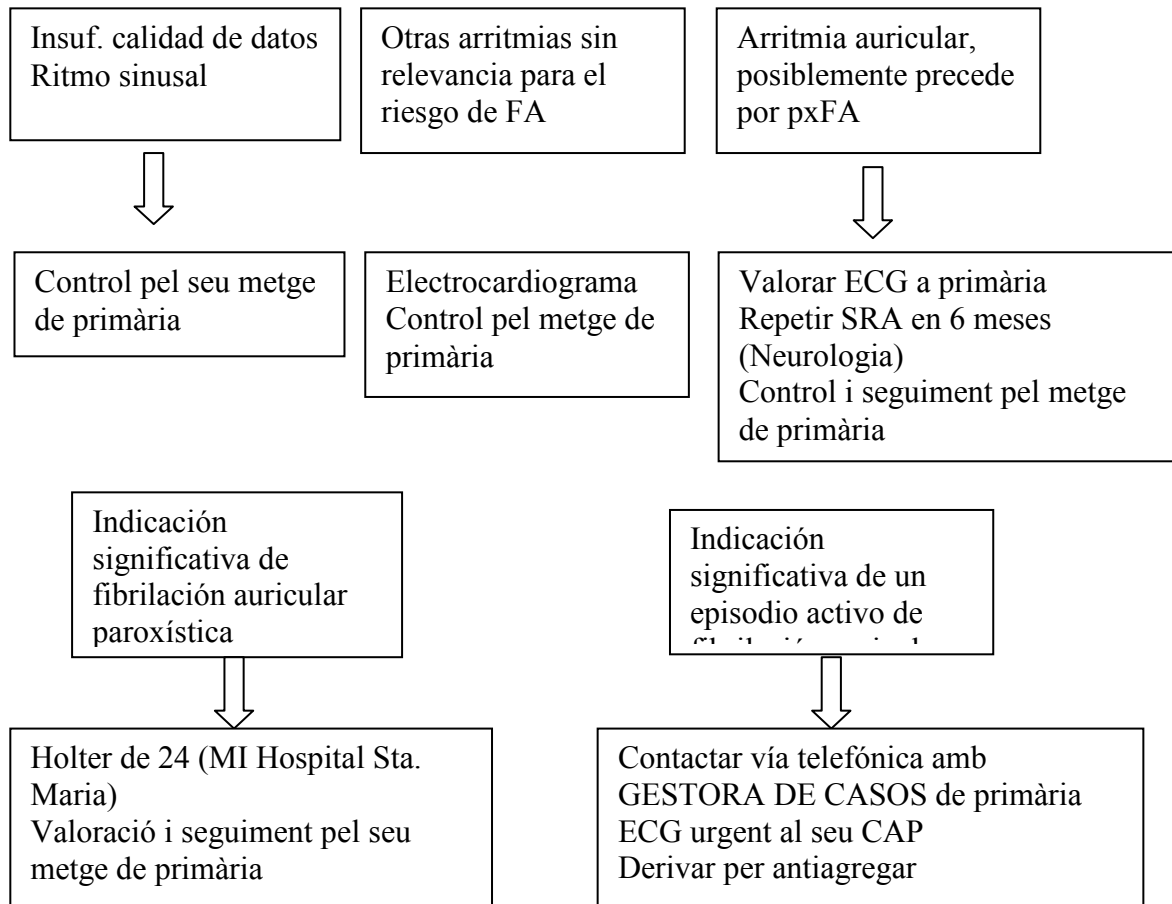 Insuf. calidad de datos
Ritmo sinusal
Otras arritmias sin
relevancia para el
riesgo de FA
Arritmia auricular,
posiblemente precede
por pxFA
Control pel seu metge
de primària
Electrocardiograma
Control pel metge de
primària
Valorar ECG a primària
Repetir SRA en 6 meses
(Neurologia)
Control i seguiment pel metge
de primària
Indicación
significativa de
fibrilación auricular
paroxística
Indicación
significativa de un
episodio activo de
Holter de 24 (MI Hospital Sta.
Maria)
Valoració i seguiment pel seu
metge de primària
Contactar vía telefónica amb
GESTORA DE CASOS de primària
ECG urgent al seu CAP
Derivar per antiagregar